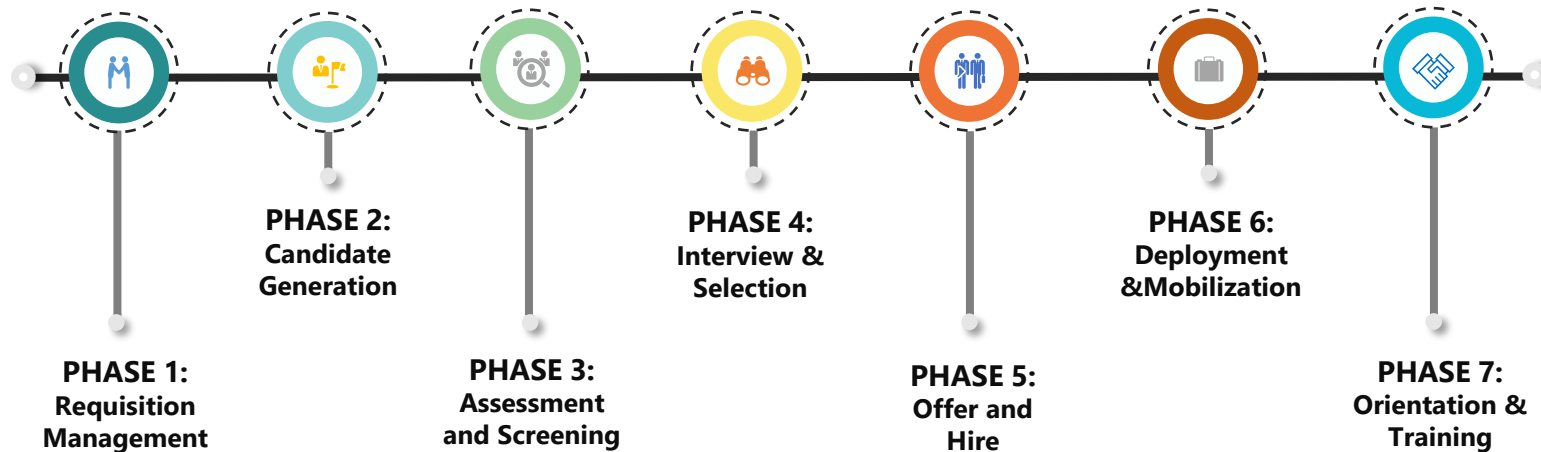 PHASE 1:
Requisition
Management
PHASE 2:
Candidate
Generation
PHASE 3:
Assessment
and Screening
PHASE 4:
Interview &
Selection
PHASE 5:
Offer and
Hire
PHASE 6:
Deployment
&Mobilization
PHASE 7:
Orientation &
Training